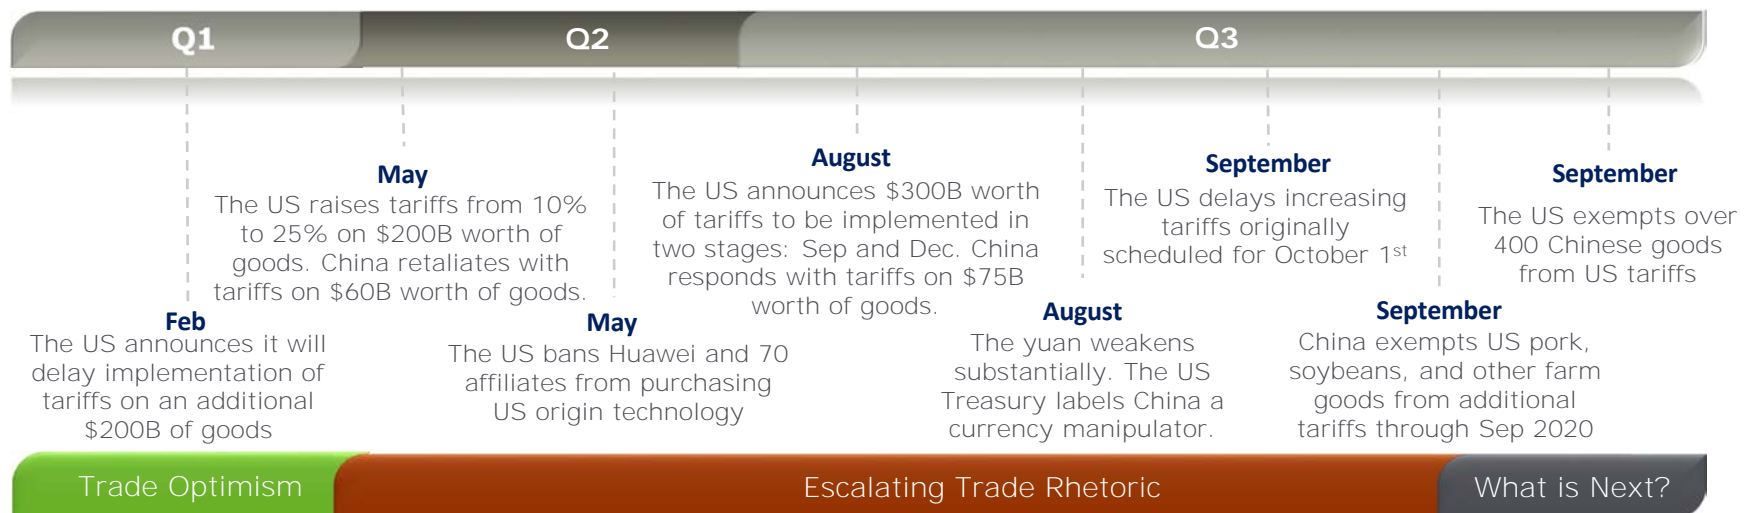 Q1
Q2
Q3
Feb
The US announces it will
delay implementation of
tariffs on an additional
$200B of goods
May
The US raises tariffs from 10%
to 25% on $200B worth of
goods. China retaliates with
tariffs on $60B worth of goods.
May
The US bans Huawei and 70
affiliates from purchasing
US origin technology
August
The US announces $300B worth
of tariffs to be implemented in
two stages: Sep and Dec. China
responds with tariffs on $75B
worth of goods.
August
The yuan weakens
substantially. The US
Treasury labels China a
currency manipulator.
September
The US delays increasing
tariffs originally
scheduled for October 1st
September
China exempts US pork,
soybeans, and other farm
goods from additional
tariffs through Sep 2020
September
The US exempts over
400 Chinese goods
from US tariffs
Trade Optimism
Escalating Trade Rhetoric
What is Next?